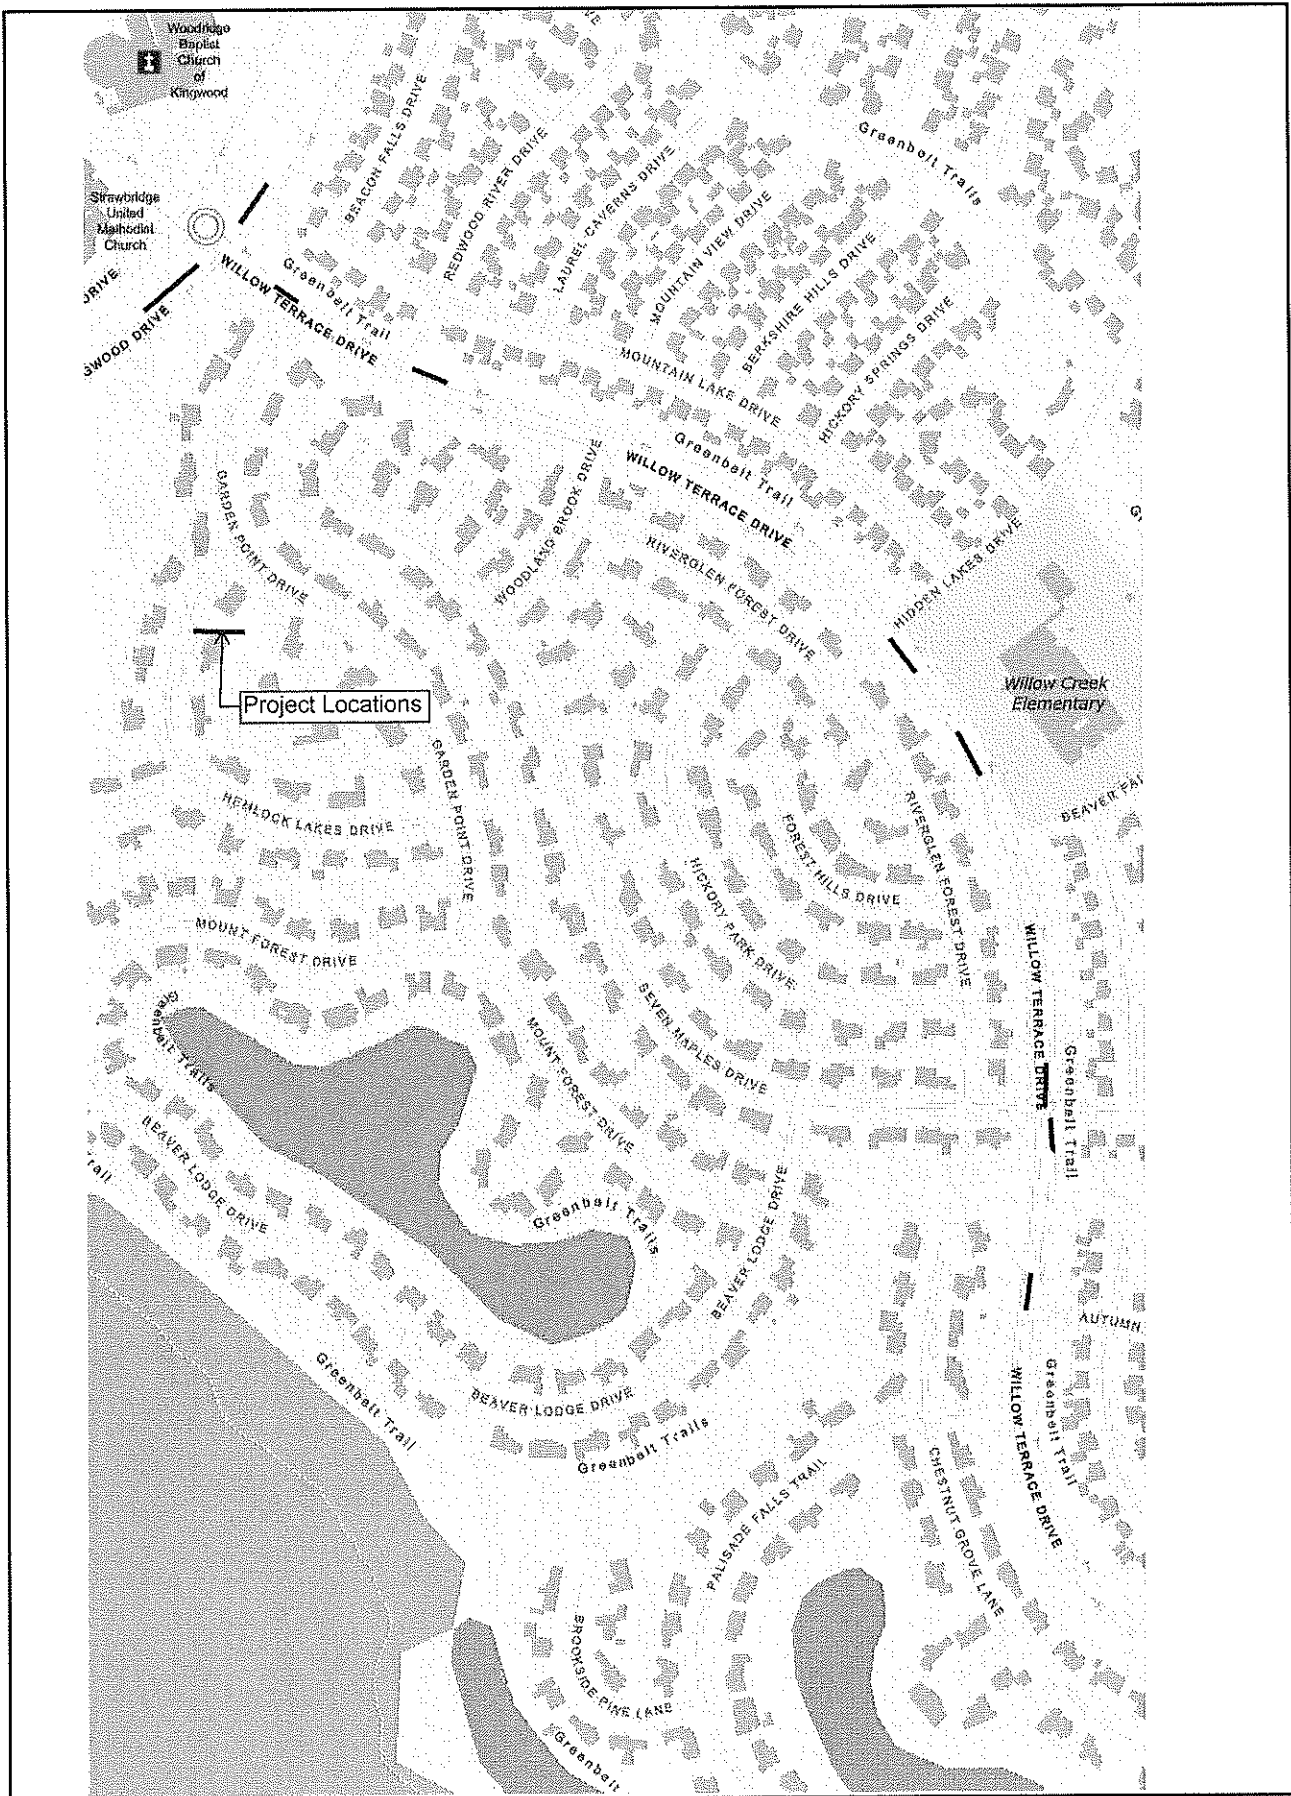 Woodridge
Baptist
Church
of
Kingwood
Strawbridge
United
Methodist
Church
BEACON FALLS DRIVE
REDWOOD RIVER DRIVE
LAUREL CAVERNS DRIVE
MOUNTAIN VIEW DRIVE
BERKSHIRE HILLS DRIVE
HICKORY SPRINGS DRIVE
Greenbelt Trails
DRIVE
GWOOD DRIVE
WILLOW TERRACE DRIVE
Greenbelt Trail
MOUNTAIN LAKE DRIVE
Greenbelt Trail
WILLOW TERRACE DRIVE
WOODLAND BROOK DRIVE
GARDEN POINT DRIVE
RIVERGLEN FOREST DRIVE
HIDDEN LAKES DRIVE
Willow Creek
Elementary
Project Locations
GARDEN POINT DRIVE
HEMLOCK LAKES DRIVE
BEAVER FAL
FOREST HILLS DRIVE
RIVERGLEN FOREST DRIVE
HICKORY PARK DRIVE
MOUNT FOREST DRIVE
SEVEN MAPLES DRIVE
WILLOW TERRACE DRIVE
Greenbelt Trails
MOUNT FOREST DRIVE
Greenbelt Trail
BEAVER LODGE DRIVE
rail
Greenbelt Trails
BEAVER LODGE DRIVE
AUTUMN
Greenbelt Trail
BEAVER LODGE DRIVE
Greenbelt Trails
WILLOW TERRACE DRIVE
Greenbelt Trail
PALISADE FALLS TRAIL
CHESTNUT GROVE LANE
BROOKSIDE PINE LANE
Greenbelt